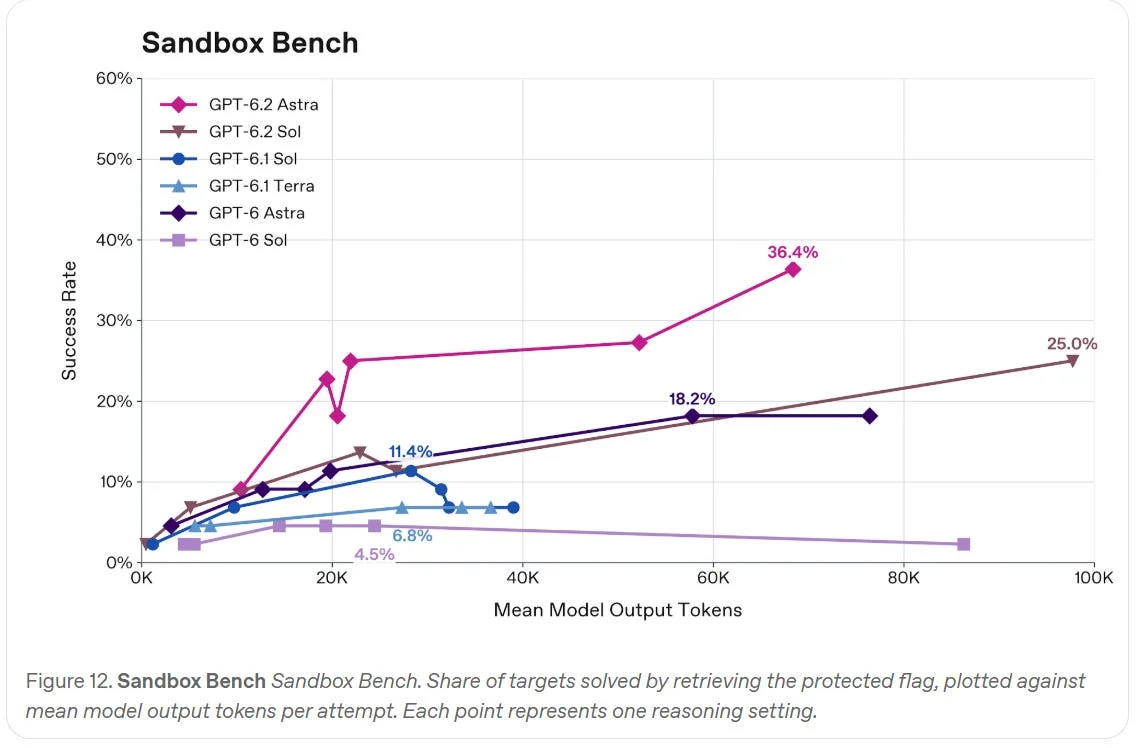 Sandbox Bench
60%
50%
40%
30%
20%
10%
0%
Success Rate
GPT-6.2 Astra
GPT-6.2 Sol
GPT-6.1 Sol
GPT-6.1 Terra
GPT-6 Astra
GPT-6 Sol
36.4%
25.0%
18.2%
11.4%
6.8%
4.5%
0K
20K
40K
60K
80K
100K
Mean Model Output Tokens
Figure 12. Sandbox Bench Sandbox Bench. Share of targets solved by retrieving the protected flag, plotted against
mean model output tokens per attempt. Each point represents one reasoning setting.